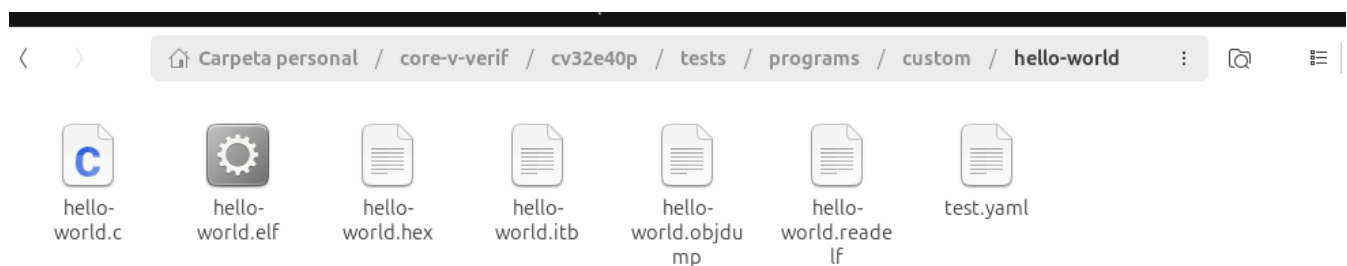 Carpeta personal / core-v-verif / cv32e40p / tests / programs / custom / hello-world
C
hello-
world.c
hello-
world.elf
hello-
world.hex
hello-
world.itb
hello-
world.objdu
mp
hello-
world.reade
lf
test.yaml